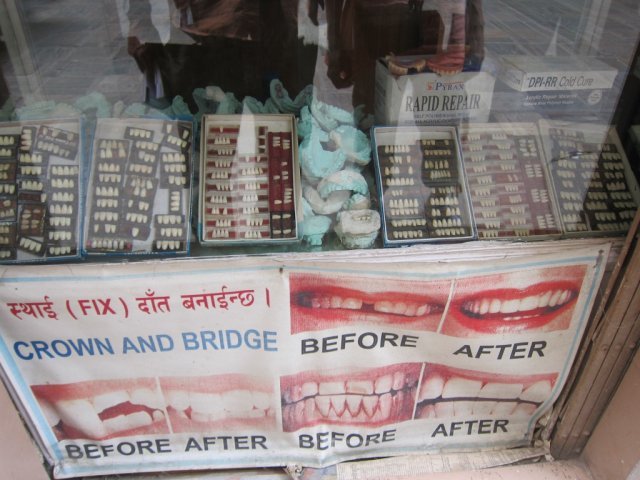 PYRAX
RAPID REPAIR
DPI-RR Cold Cure
स्थाई (FIX) दाँत बनाईन्छ ।
CROWN AND BRIDGE
BEFORE AFTER
BEFORE AFTER
BEFORE AFTER